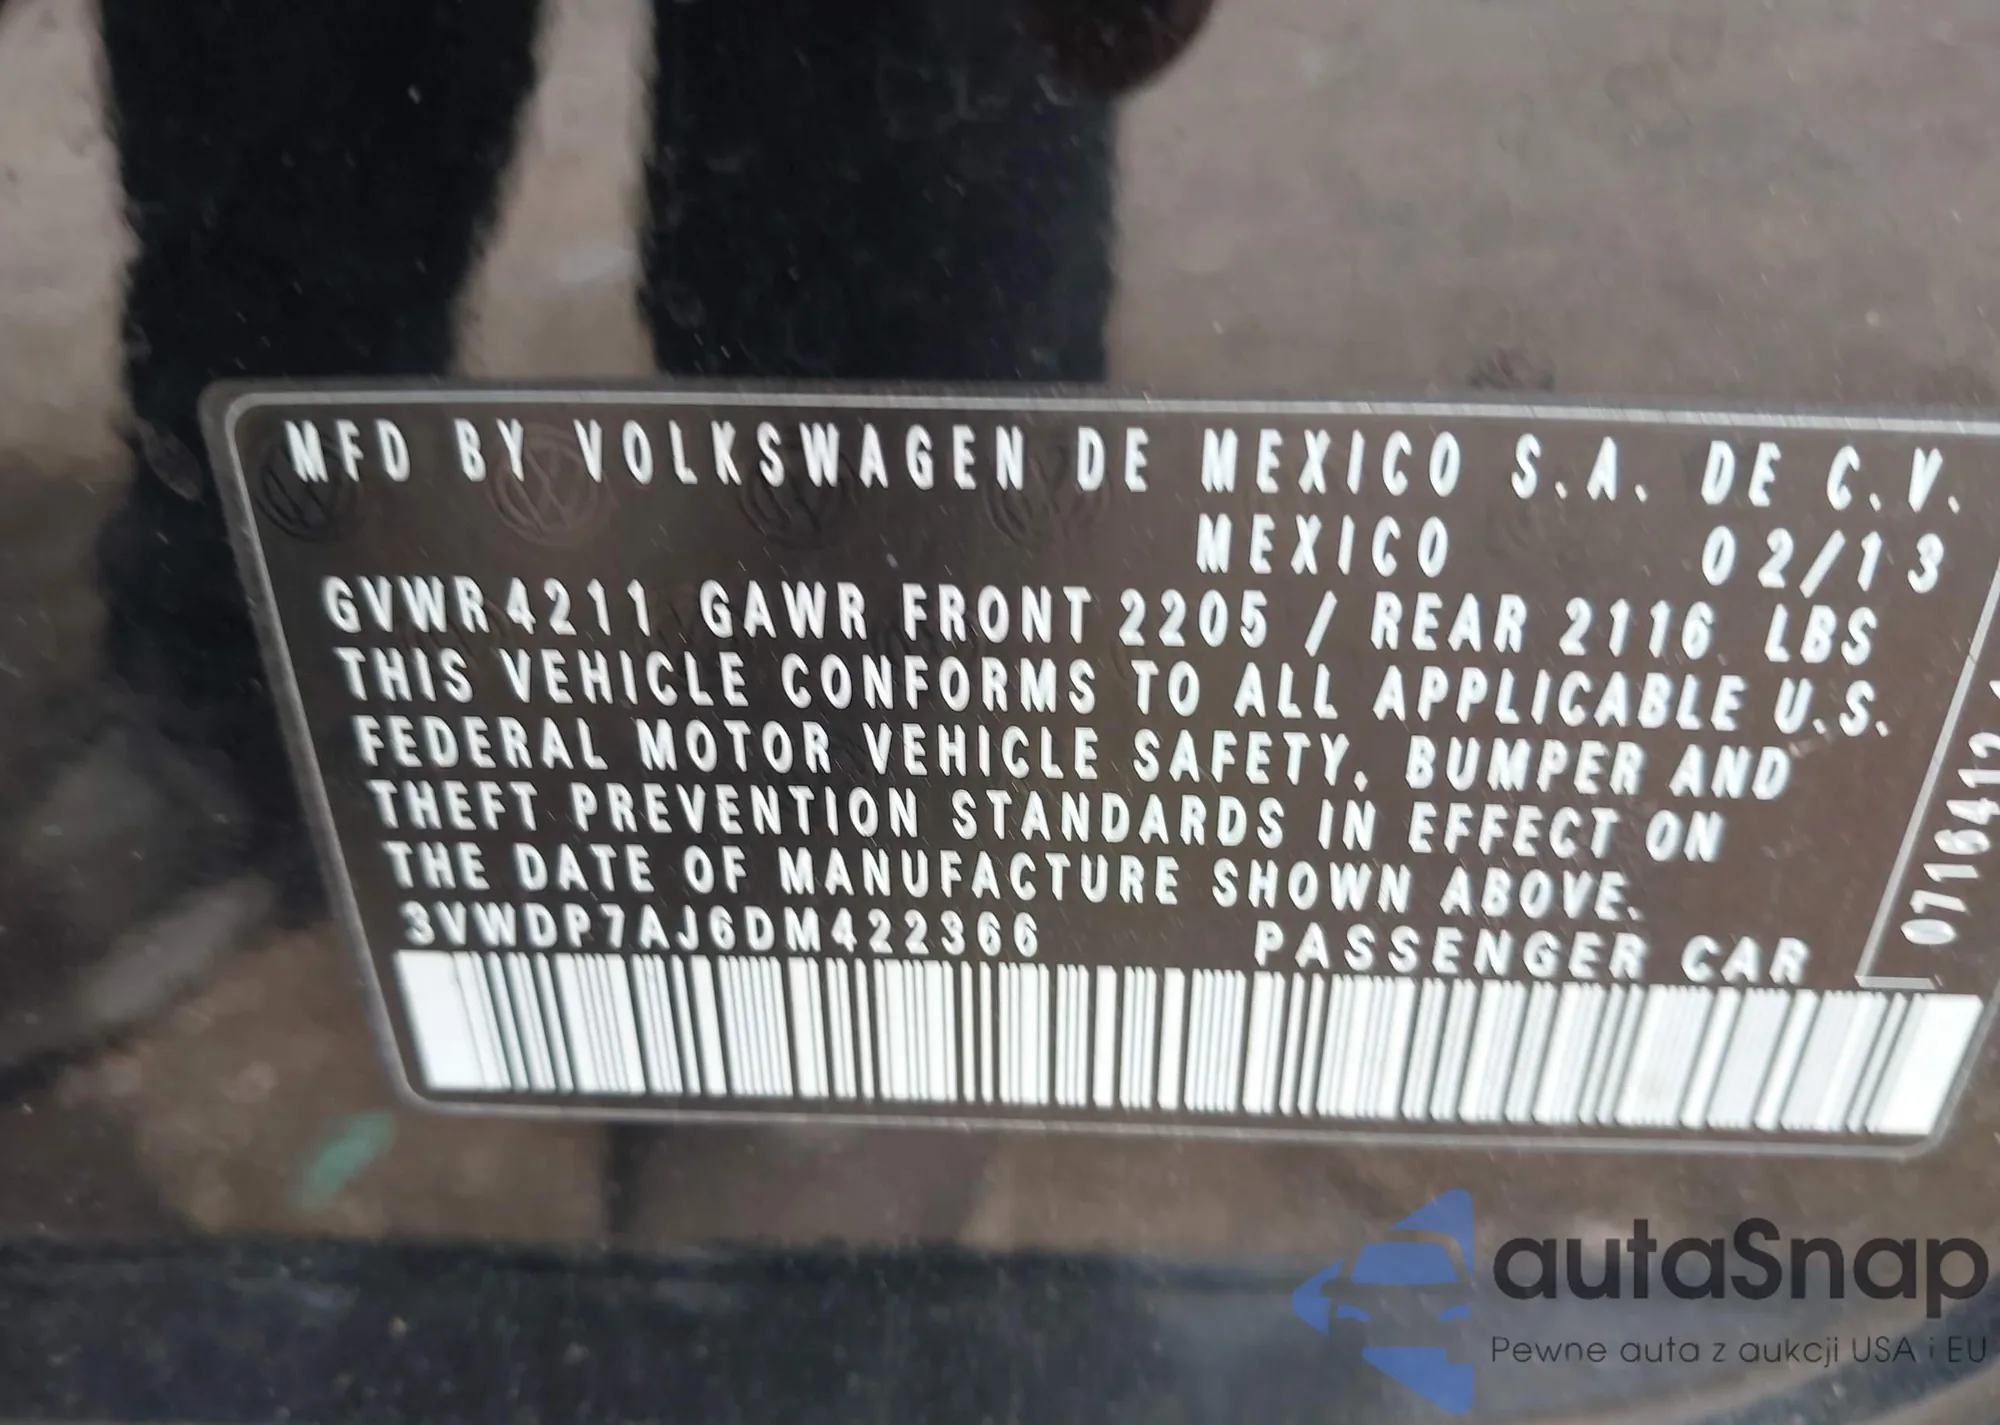 MFD BY VOLKSWAGEN DE MEXICO S.A. DE C.V.
MEXICO 02/13
GVWR 4211 GAWR FRONT 2205 / REAR 2116 LBS
THIS VEHICLE CONFORMS TO ALL APPLICABLE U.S.
FEDERAL MOTOR VEHICLE SAFETY, BUMPER AND
THEFT PREVENTION STANDARDS IN EFFECT ON
THE DATE OF MANUFACTURE SHOWN ABOVE.
3VWDP7AJ6DM422366 PASSENGER CAR
autaSnap
Pewne auta z aukcji USA i EU